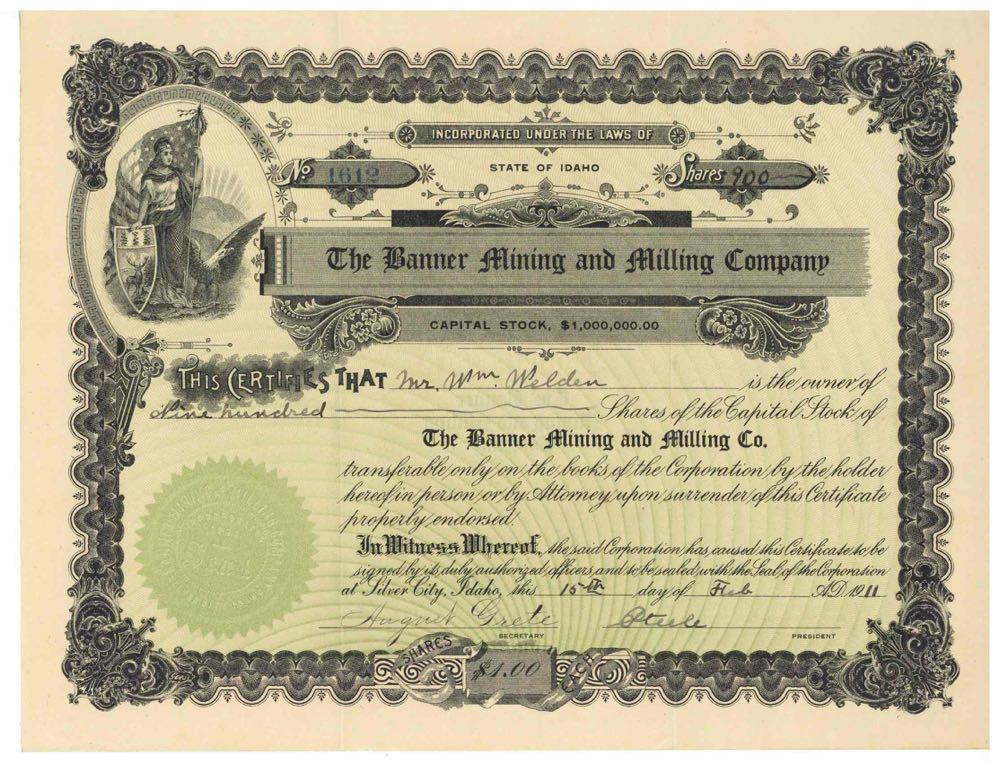 INCORPORATED UNDER THE LAWS OF
No 1612
STATE OF IDAHO
Shares 900
The Banner Mining and Milling Company
CAPITAL STOCK, $1,000,000.00
THIS CERTIFIES THAT Mr. Wm. Welden is the owner of
Nine hundred Shares of the Capital Stock of
The Banner Mining and Milling Co.
transferable only on the books of the Corporation by the holder
hereof in person or by Attorney upon surrender of this Certificate
properly endorsed.
In Witness Whereof, the said Corporation has caused this Certificate to be
signed by its duly authorized officers and to be sealed with the Seal of the Corporation
at Silver City, Idaho, this 15th day of Feb A.D. 1911
August Grete
SECRETARY PRESIDENT
SHARES $1.00 EACH